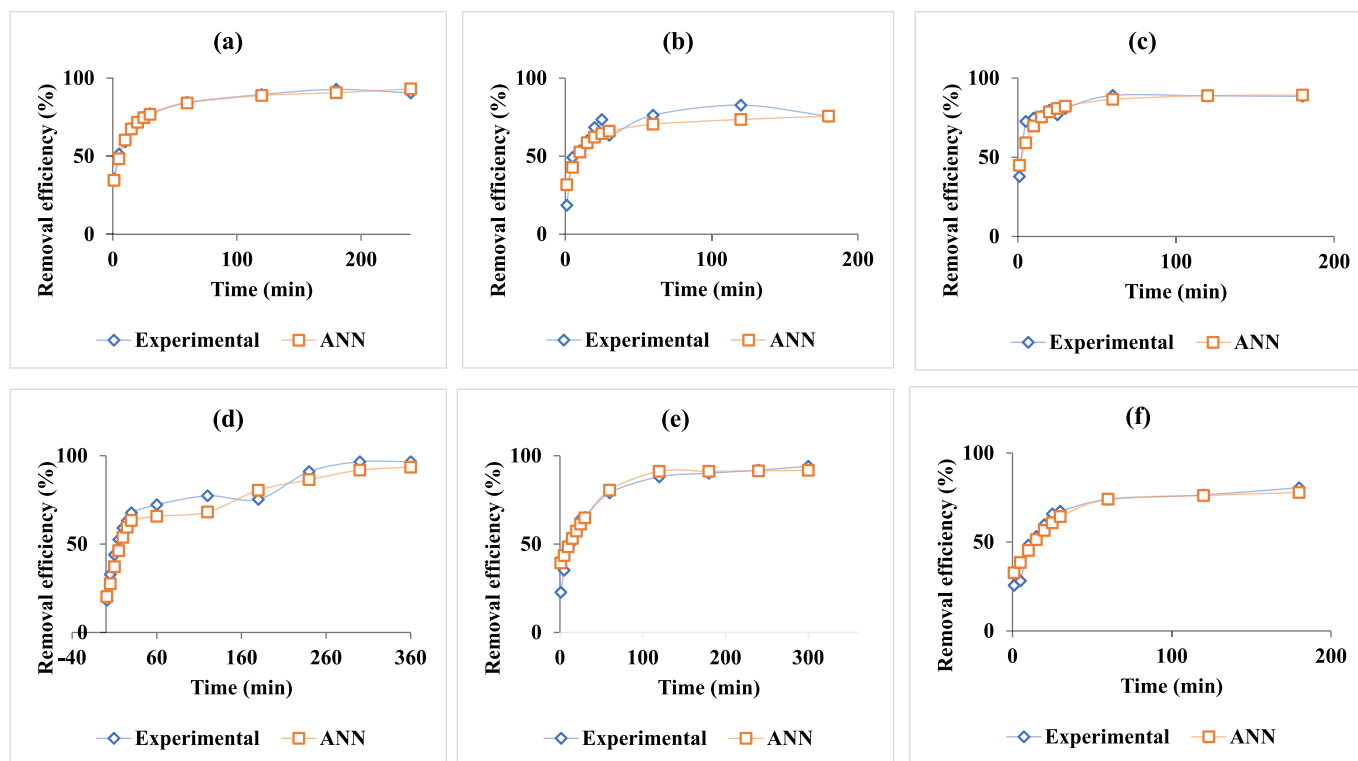 (a)
Removal efficiency (%)
100
50
0
0 100 200
Time (min)
Experimental ANN
(b)
Removal efficiency (%)
100
50
0
0 100 200
Time (min)
Experimental ANN
(c)
Removal efficiency (%)
100
50
0
0 100 200
Time (min)
Experimental ANN
(d)
Removal efficiency (%)
100
50
0
-40 60 160 260 360
Time (min)
Experimental ANN
(e)
Removal efficiency (%)
100
50
0
0 100 200 300
Time (min)
Experimental ANN
(f)
Removal efficiency (%)
100
50
0
0 100 200
Time (min)
Experimental ANN